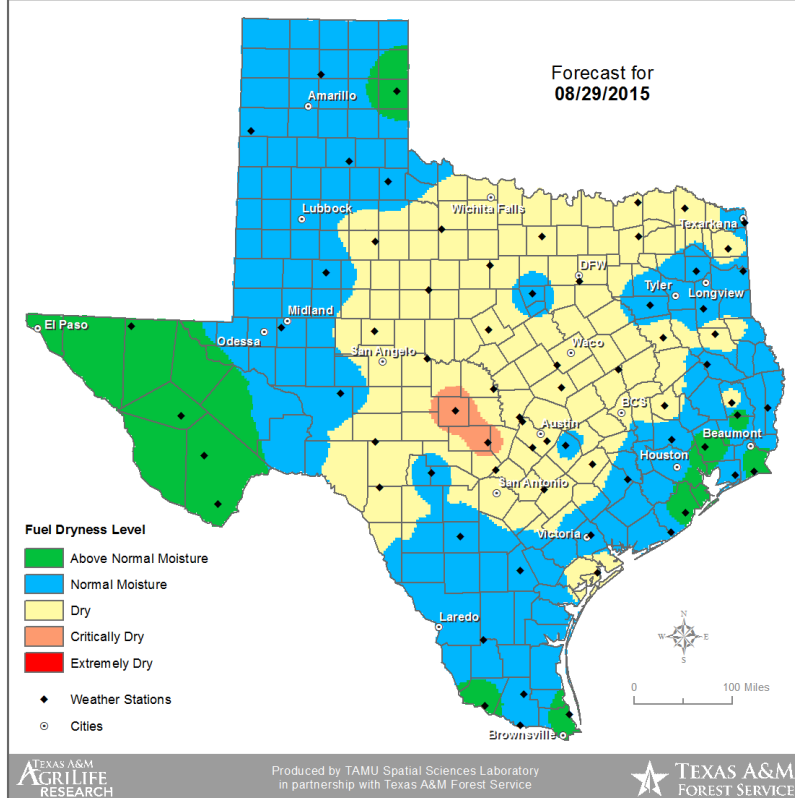 Forecast for
08/29/2015
Amarillo
Lubbock
Wichita Falls
Texarkana
DFW
Tyler
Longview
El Paso
Midland
Odessa
San Angelo
Waco
BCS
Austin
Beaumont
Houston
San Antonio
Victoria
Laredo
Brownsville
Fuel Dryness Level
Above Normal Moisture
Normal Moisture
Dry
Critically Dry
Extremely Dry
Weather Stations
Cities
N
W E
S
0 100 Miles
TEXAS A&M
AGRILIFE
RESEARCH
Produced by TAMU Spatial Sciences Laboratory
in partnership with Texas A&M Forest Service
TEXAS A&M
FOREST SERVICE